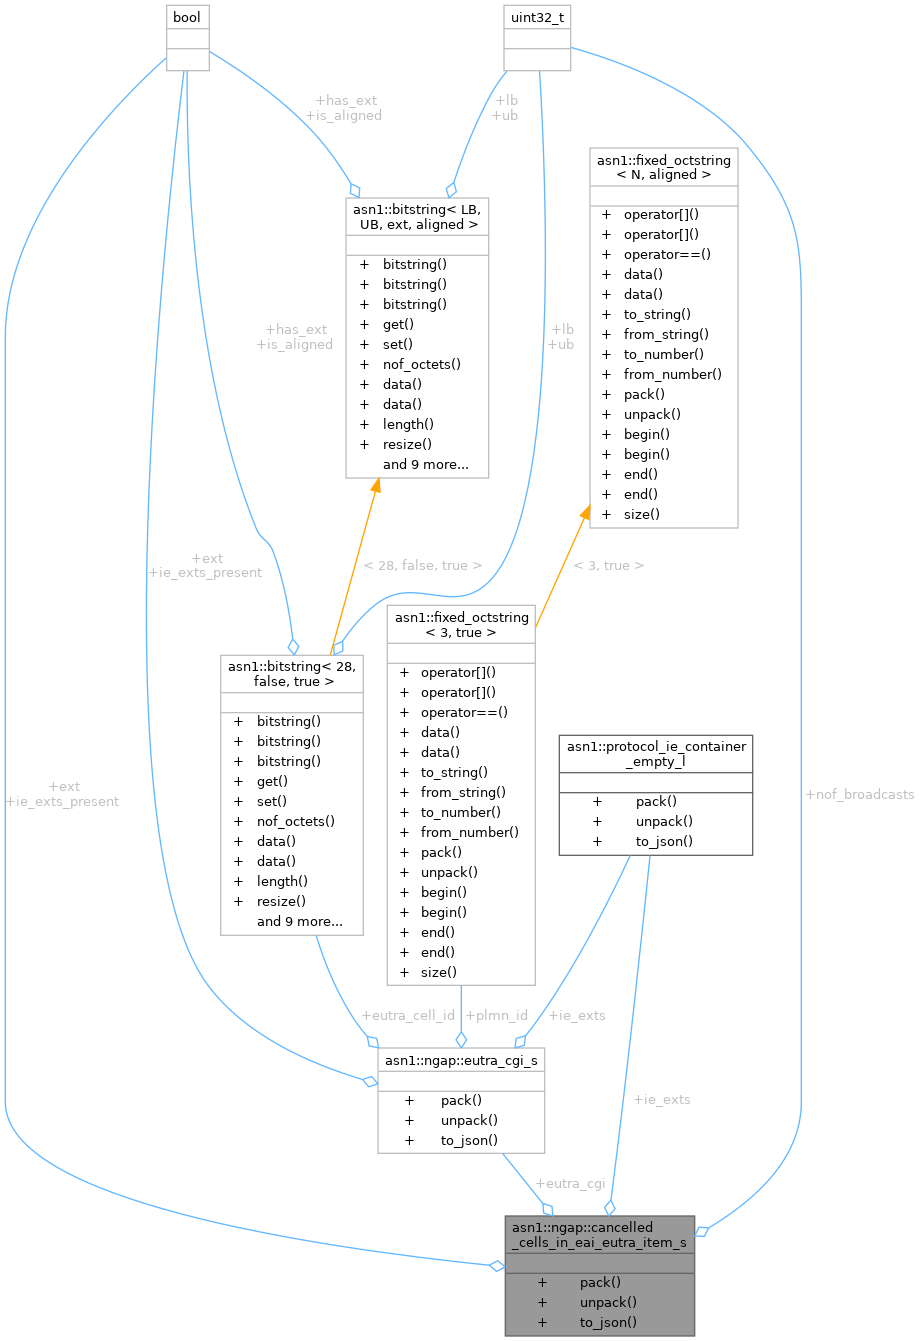 bool
uint32_t
+has_ext
+is_aligned
+lb
+ub
asn1::fixed_octstring
< N, aligned >
+ operator[]()
+ operator[]()
+ operator==()
+ data()
+ data()
+ to_string()
+ from_string()
+ to_number()
+ from_number()
+ pack()
+ unpack()
+ begin()
+ begin()
+ end()
+ end()
+ size()
asn1::bitstring< LB,
UB, ext, aligned >
+ bitstring()
+ bitstring()
+ bitstring()
+ get()
+ set()
+ nof_octets()
+ data()
+ data()
+ length()
+ resize()
and 9 more...
+has_ext
+is_aligned
+lb
+ub
+ext
+ie_exts_present
< 28, false, true >
< 3, true >
asn1::fixed_octstring
< 3, true >
+ operator[]()
+ operator[]()
+ operator==()
+ data()
+ data()
+ to_string()
+ from_string()
+ to_number()
+ from_number()
+ pack()
+ unpack()
+ begin()
+ begin()
+ end()
+ end()
+ size()
asn1::bitstring< 28,
false, true >
+ bitstring()
+ bitstring()
+ bitstring()
+ get()
+ set()
+ nof_octets()
+ data()
+ data()
+ length()
+ resize()
and 9 more...
asn1::protocol_ie_container
_empty_l
+ pack()
+ unpack()
+ to_json()
+ext
+ie_exts_present
+nof_broadcasts
+eutra_cell_id
+plmn_id
+ie_exts
asn1::ngap::eutra_cgi_s
+ pack()
+ unpack()
+ to_json()
+ie_exts
+eutra_cgi
asn1::ngap::cancelled
_cells_in_eai_eutra_item_s
+ pack()
+ unpack()
+ to_json()